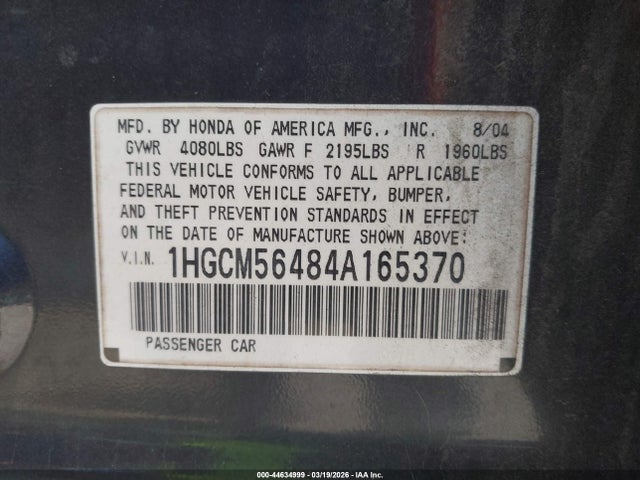 MFD. BY HONDA OF AMERICA MFG., INC. 8/04
GVWR 4080LBS GAWR F 2195LBS R 1960LBS
THIS VEHICLE CONFORMS TO ALL APPLICABLE
FEDERAL MOTOR VEHICLE SAFETY, BUMPER,
AND THEFT PREVENTION STANDARDS IN EFFECT
ON THE DATE OF MANUFACTURE SHOWN ABOVE:
V.I.N. 1HGCM56484A165370
PASSENGER CAR
000-44634999 - 03/19/2026 - IAA Inc.